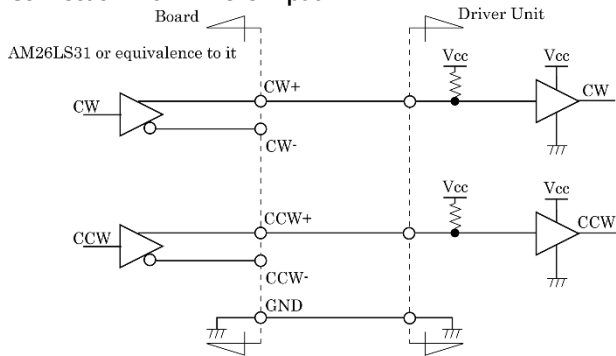 Board
Driver Unit
AM26LS31 or equivalence to it
Vcc
Vcc
CW
CW+
CW
CW-
Vcc
Vcc
CCW
CCW+
CCW
CCW-
GND